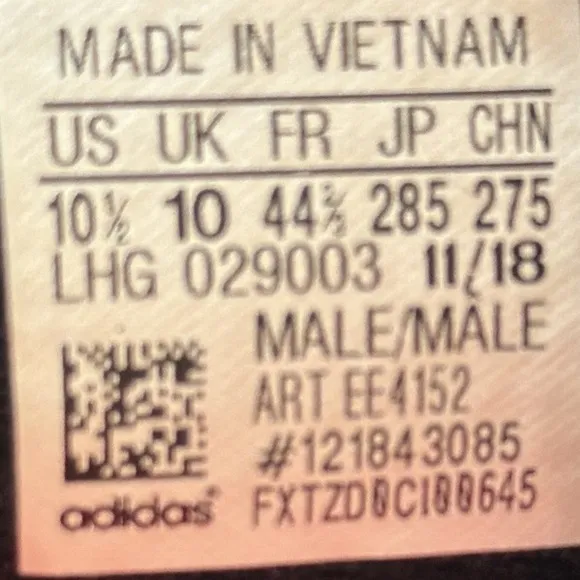 MADE IN VIETNAM
US UK FR JP CHN
10½ 10 44⅔ 285 275
LHG 029003 11/18
MALE/MÂLE
ART EE4152
#121843085
adidas FXTZD0CI00645